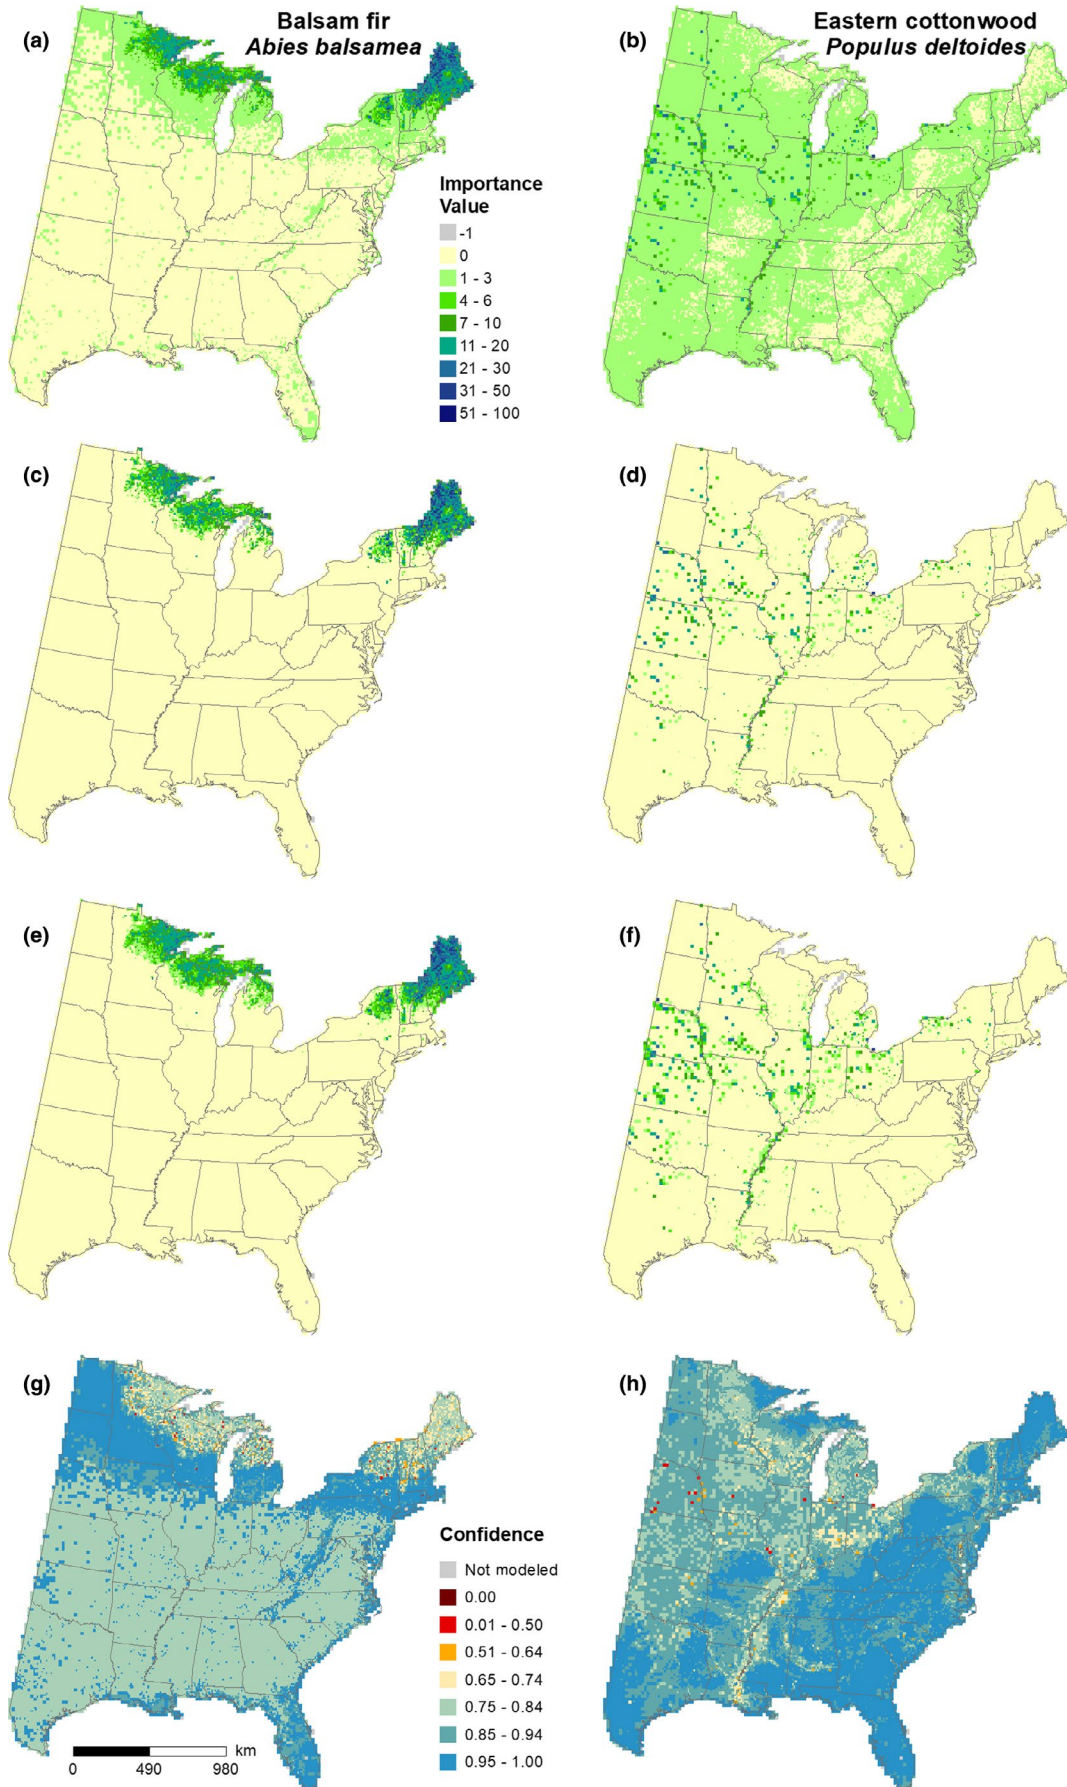 (a)
Balsam fir
Abies balsamea
(b)
Eastern cottonwood
Populus deltoides
Importance
Value
-1
0
1 - 3
4 - 6
7 - 10
11 - 20
21 - 30
31 - 50
51 - 100
(c)
(d)
(e)
(f)
(g)
(h)
Confidence
Not modeled
0.00
0.01 - 0.50
0.51 - 0.64
0.65 - 0.74
0.75 - 0.84
0.85 - 0.94
0.95 - 1.00
km
0 490 980